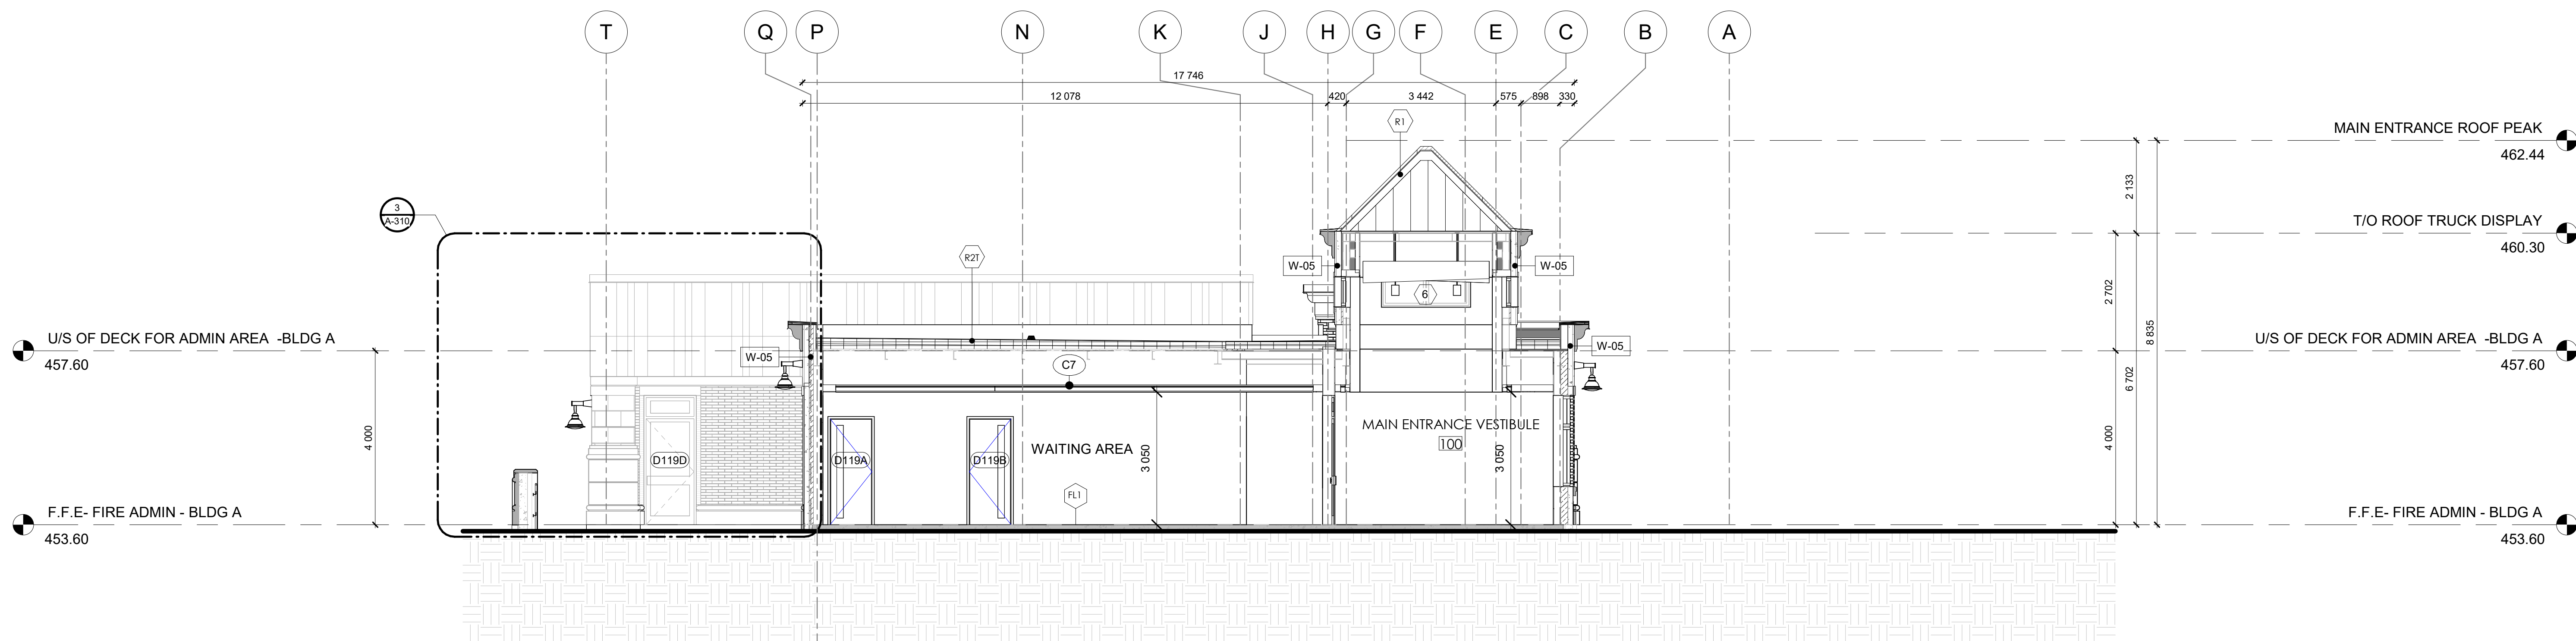 T
Q
P
N
K
J
H
G
F
E
C
B
A
17 746
12 078
420
3 442
575
898
330
R1
MAIN ENTRANCE ROOF PEAK
462.44
2 133
3
A-310
T/O ROOF TRUCK DISPLAY
460.30
R2T
W-05
W-05
6
2 702
8 835
U/S OF DECK FOR ADMIN AREA -BLDG A
457.60
W-05
C7
W-05
U/S OF DECK FOR ADMIN AREA -BLDG A
457.60
6 702
4 000
4 000
MAIN ENTRANCE VESTIBULE
100
WAITING AREA
3 050
3 050
D119D
D119A
D119B
FL1
F.F.E- FIRE ADMIN - BLDG A
453.60
F.F.E- FIRE ADMIN - BLDG A
453.60